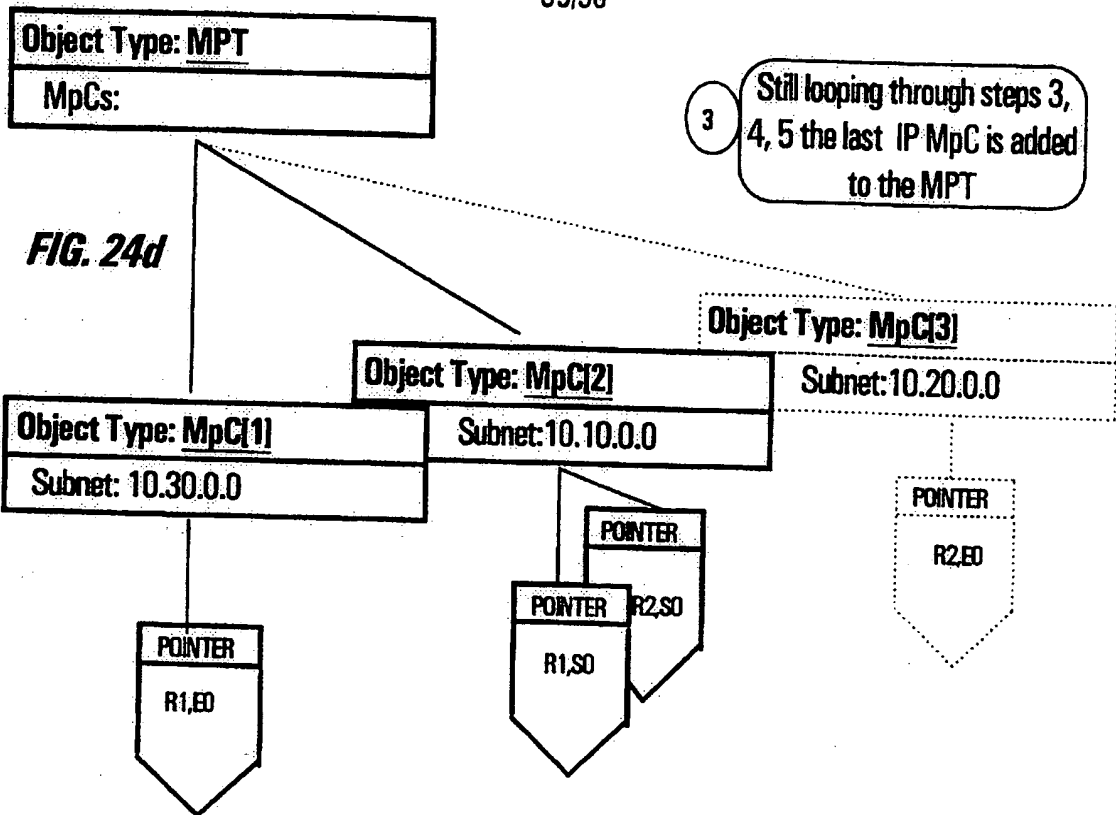 Object Type: MPT
MpCs:
3
Still looping through steps 3,
4, 5 the last IP MpC is added
to the MPT
FIG. 24d
Object Type: MpC[3]
Subnet:10.20.0.0
Object Type: MpC[2]
Subnet:10.10.0.0
Object Type: MpC[1]
Subnet: 10.30.0.0
POINTER
R2,E0
POINTER
R2,S0
POINTER
R1,S0
POINTER
R1,E0